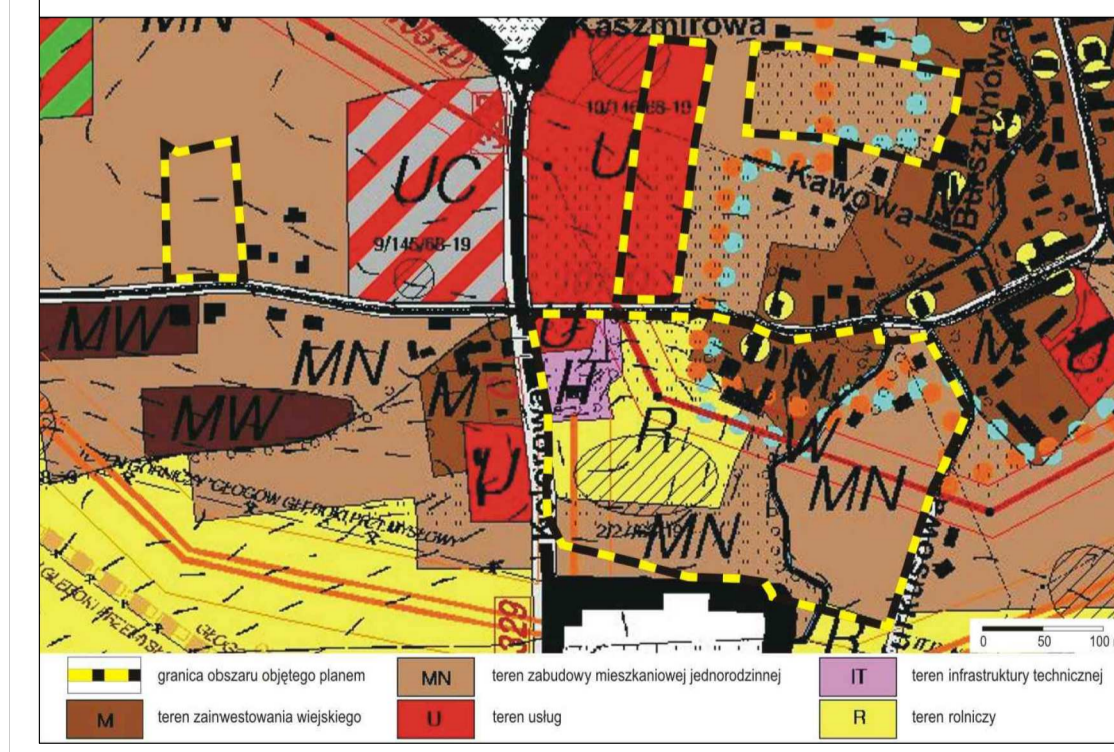 MN
Kaszmirowa
Bursztynowa
10/146/68-19
U
UC
Kawowa
9/145/68-19
MW
MN
U
M
M
M
IT
U
MW
R
W
MN
U
MN
329
R
0 50 100
granica obszaru objętego planem
MN teren zabudowy mieszkaniowej jednorodzinnej
IT teren infrastruktury technicznej
M teren zainwestowania wiejskiego
U teren usług
R teren rolniczy